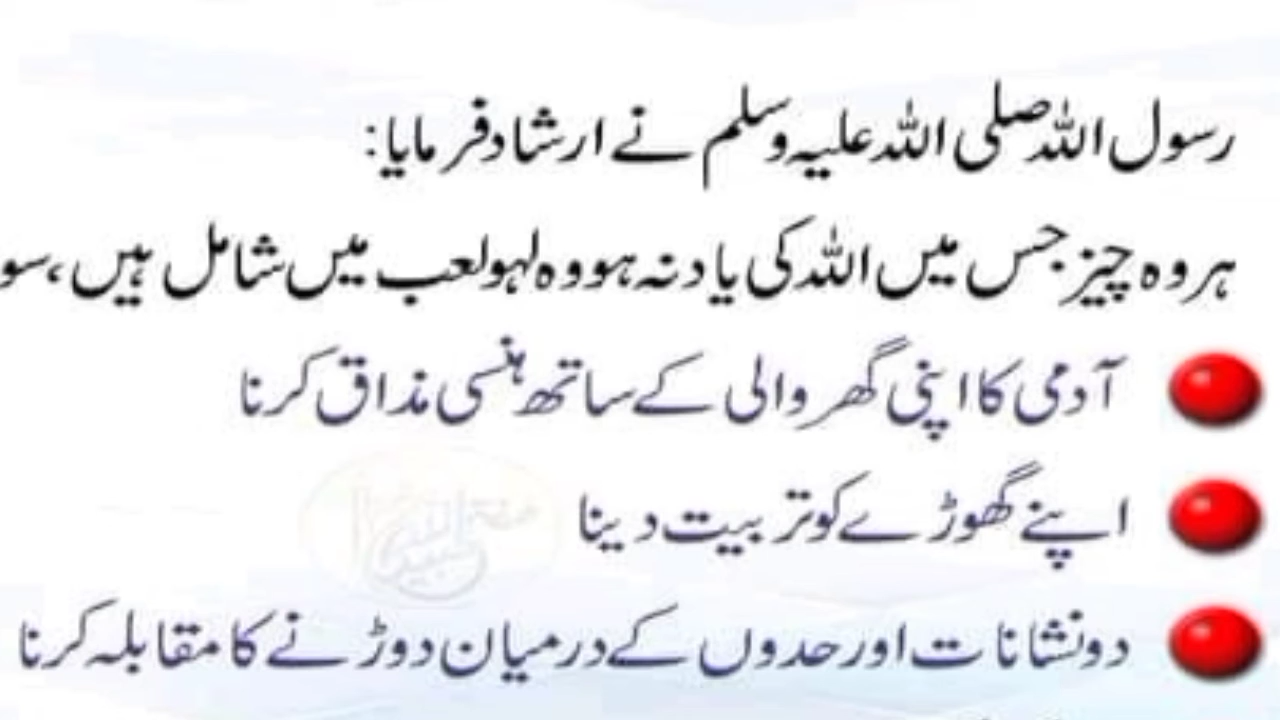 رسول اللہ صلی اللہ علیہ وسلم نے ارشاد فرمایا:
ہر وہ چیز جس میں اللہ کی یاد نہ ہو وہ لہو لعب میں شامل ہیں، سو
آدمی کا اپنی گھر والی کے ساتھ ہنسی مذاق کرنا
اپنے گھوڑے کو تربیت دینا
دو نشانات اور حدوں کے درمیان دوڑنے کا مقابلہ کرنا